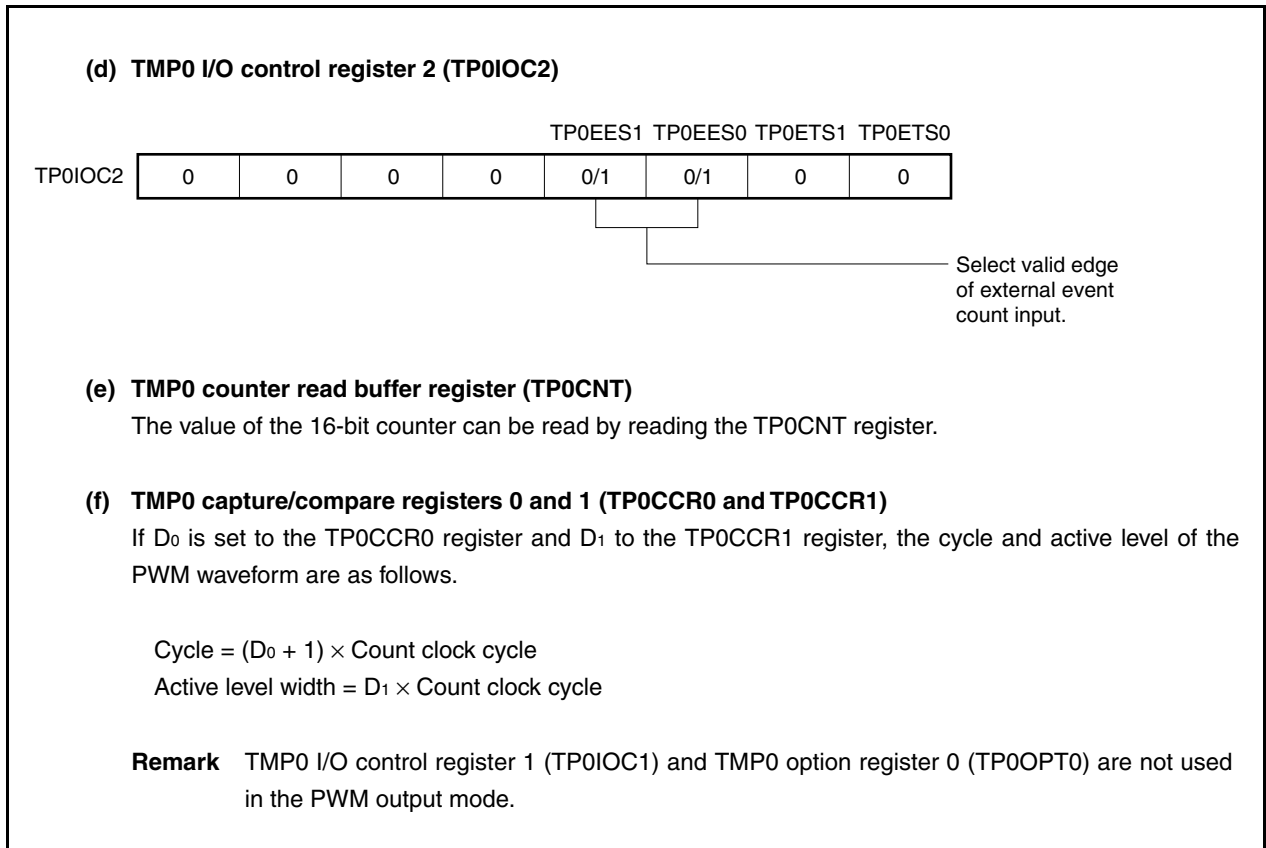 (d) TMP0 I/O control register 2 (TP0IOC2)
TP0EES1 TP0EES0 TP0ETS1 TP0ETS0
TP0IOC2 0 0 0 0 0/1 0/1 0 0
Select valid edge
of external event
count input.
(e) TMP0 counter read buffer register (TP0CNT)
The value of the 16-bit counter can be read by reading the TP0CNT register.
(f) TMP0 capture/compare registers 0 and 1 (TP0CCR0 and TP0CCR1)
If D0 is set to the TP0CCR0 register and D1 to the TP0CCR1 register, the cycle and active level of the
PWM waveform are as follows.
Cycle = (D0 + 1) × Count clock cycle
Active level width = D1 × Count clock cycle
Remark TMP0 I/O control register 1 (TP0IOC1) and TMP0 option register 0 (TP0OPT0) are not used
in the PWM output mode.